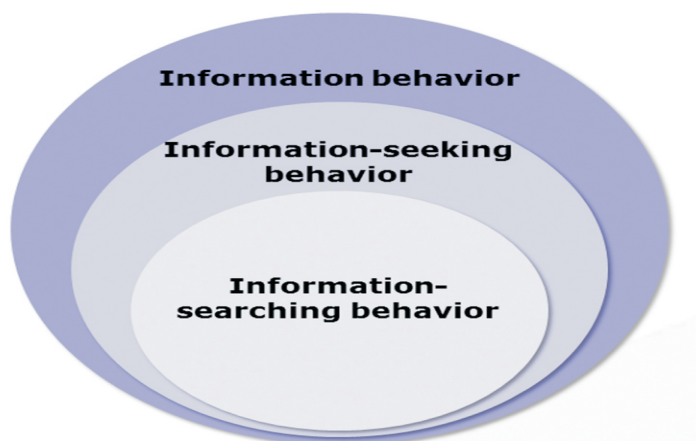 Information behavior
Information-seeking
behavior
Information-
searching behavior